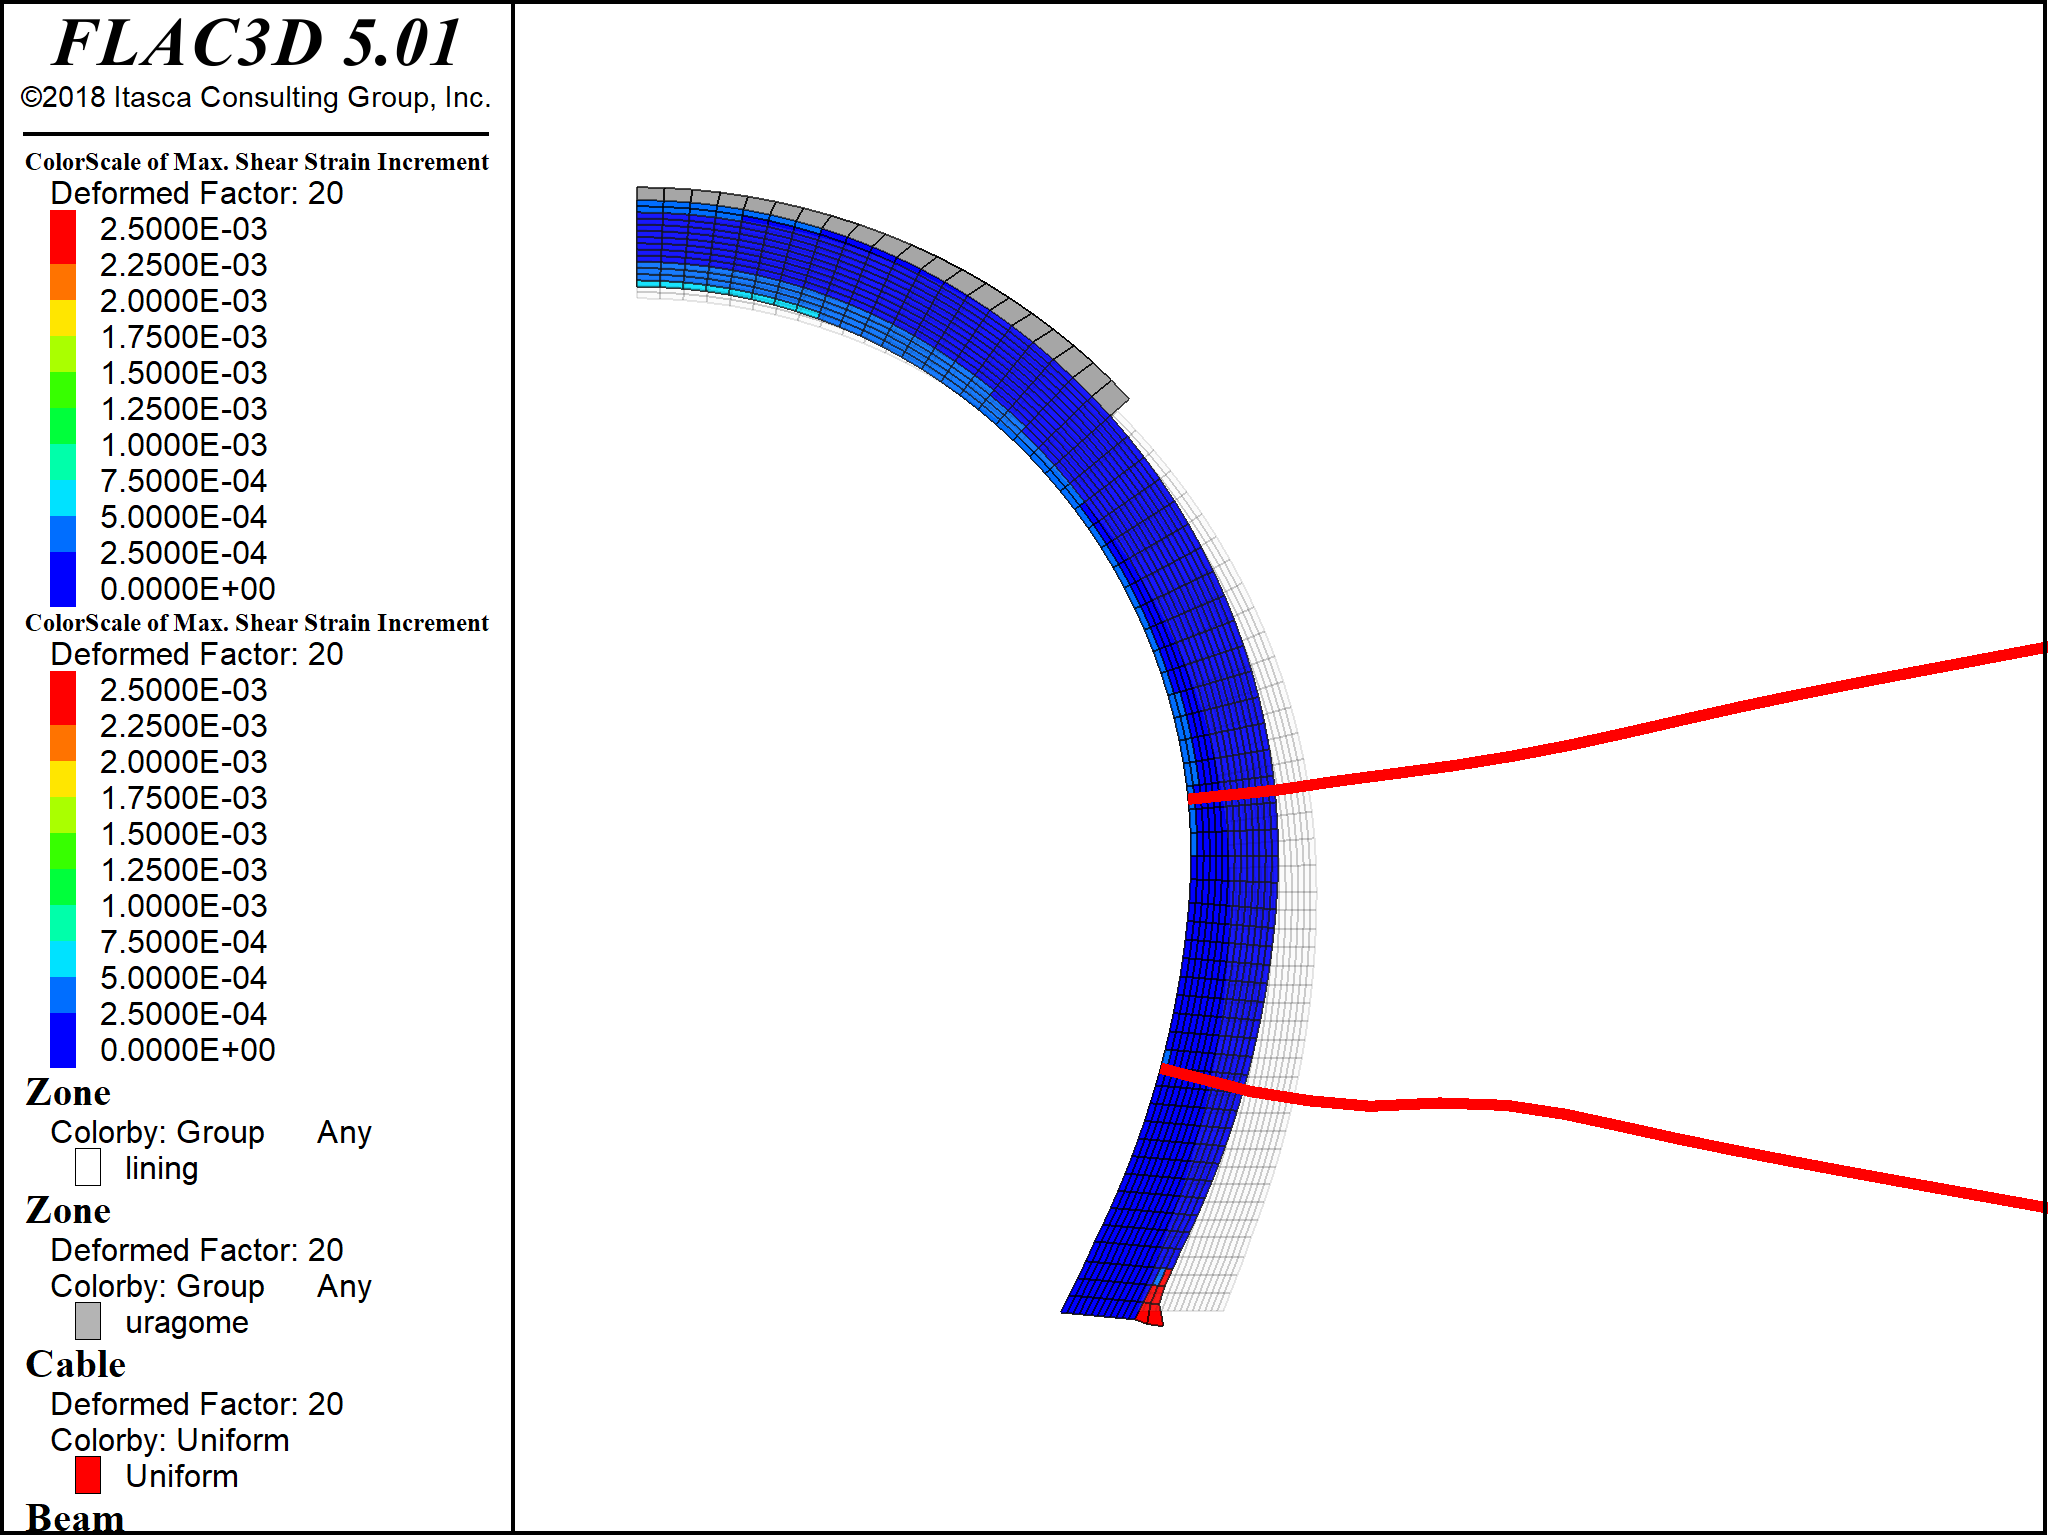 FLAC3D 5.01
©2018 Itasca Consulting Group, Inc.
ColorScale of Max. Shear Strain Increment
Deformed Factor: 20
2.5000E-03
2.2500E-03
2.0000E-03
1.7500E-03
1.5000E-03
1.2500E-03
1.0000E-03
7.5000E-04
5.0000E-04
2.5000E-04
0.0000E+00
ColorScale of Max. Shear Strain Increment
Deformed Factor: 20
2.5000E-03
2.2500E-03
2.0000E-03
1.7500E-03
1.5000E-03
1.2500E-03
1.0000E-03
7.5000E-04
5.0000E-04
2.5000E-04
0.0000E+00
Zone
Colorby: Group Any
lining
Zone
Deformed Factor: 20
Colorby: Group Any
uragome
Cable
Deformed Factor: 20
Colorby: Uniform
Uniform
Beam